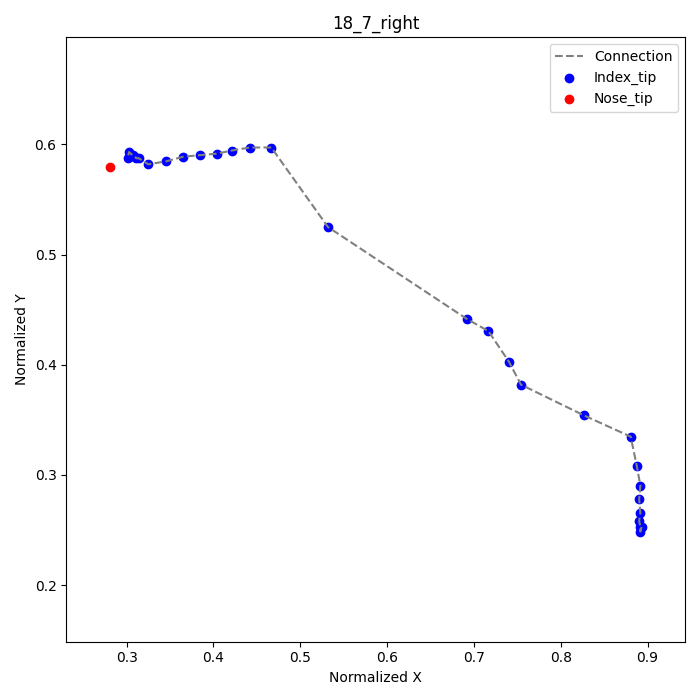 18_7_right
Connection
Index_tip
Nose_tip
0.6
0.5
0.4
0.3
0.2
Normalized Y
0.3 0.4 0.5 0.6 0.7 0.8 0.9
Normalized X